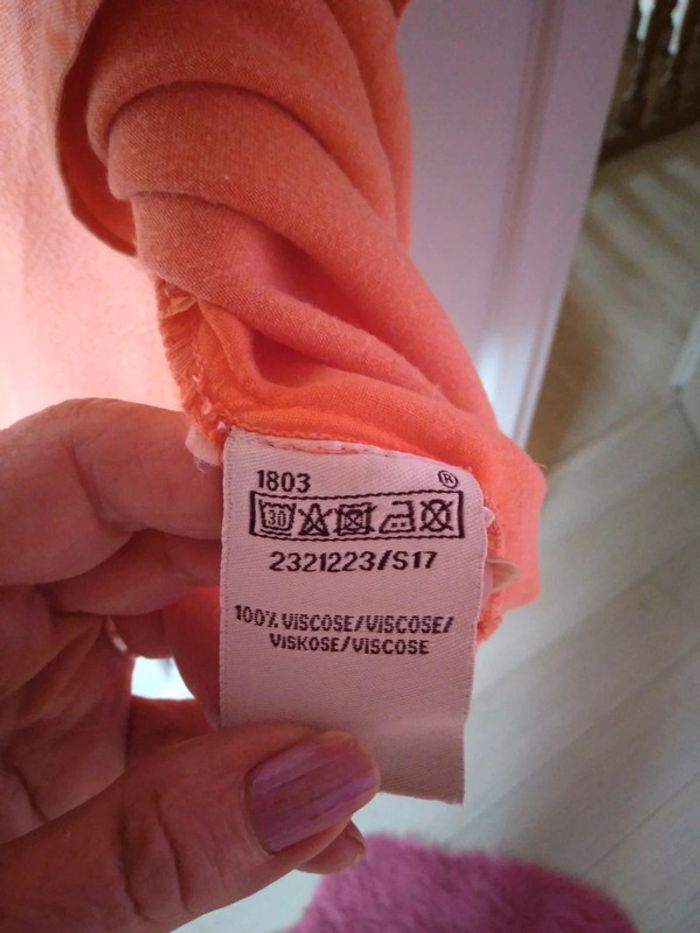 1803 ®
30
2321223/S17
100% VISCOSE/VISCOSE/
VISKOSE/VISCOSE